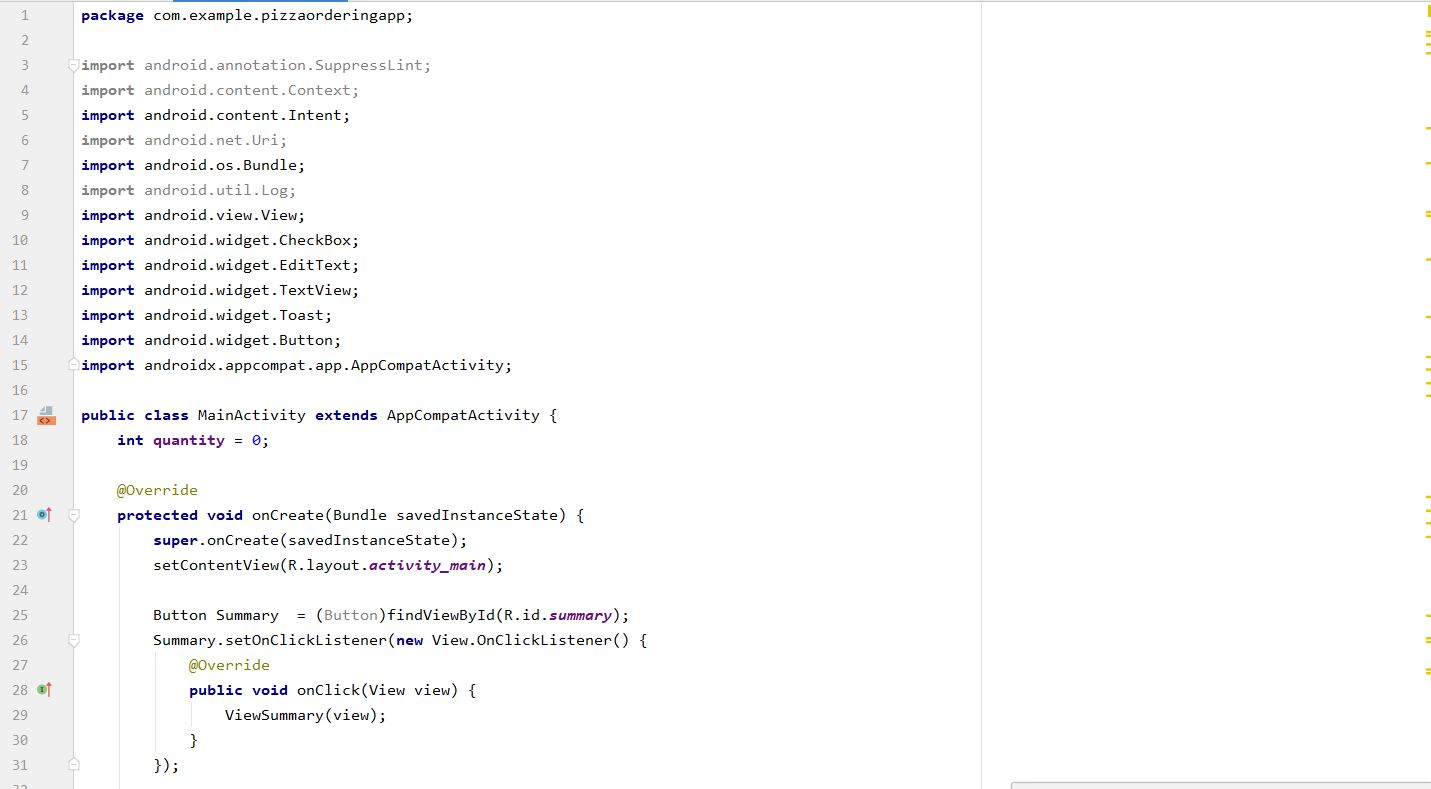 1 package com.example.pizzaorderingapp;
2
3 import android.annotation.SuppressLint;
4 import android.content.Context;
5 import android.content.Intent;
6 import android.net.Uri;
7 import android.os.Bundle;
8 import android.util.Log;
9 import android.view.View;
10 import android.widget.CheckBox;
11 import android.widget.EditText;
12 import android.widget.TextView;
13 import android.widget.Toast;
14 import android.widget.Button;
15 import androidx.appcompat.app.AppCompatActivity;
16
17 public class MainActivity extends AppCompatActivity {
18     int quantity = 0;
19
20     @Override
21     protected void onCreate(Bundle savedInstanceState) {
22         super.onCreate(savedInstanceState);
23         setContentView(R.layout.activity_main);
24
25         Button Summary  = (Button)findViewById(R.id.summary);
26         Summary.setOnClickListener(new View.OnClickListener() {
27             @Override
28             public void onClick(View view) {
29                 ViewSummary(view);
30             }
31         });